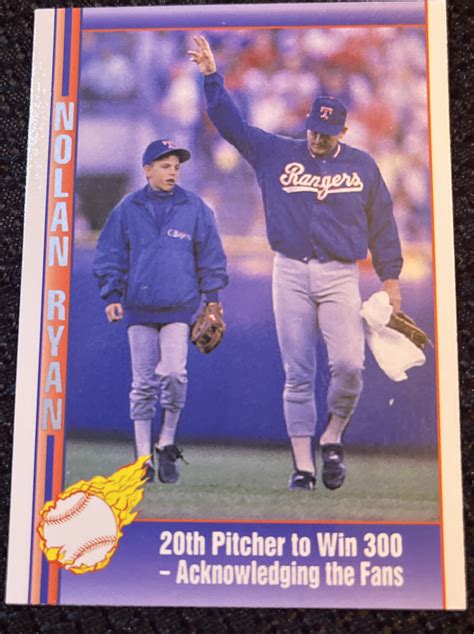 NOLAN RYAN
T
T
Rangers
20th Pitcher to Win 300
– Acknowledging the Fans